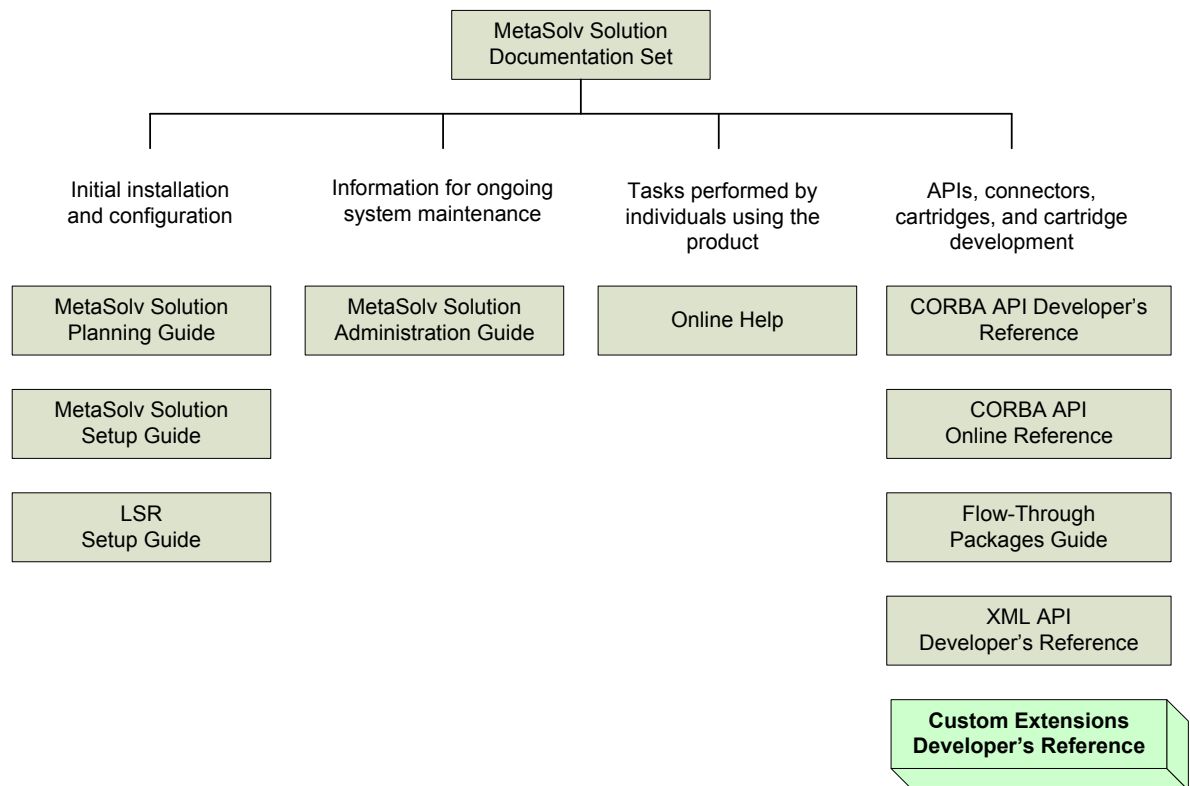 MetaSolv Solution
Documentation Set
Initial installation
and configuration
Information for ongoing
system maintenance
Tasks performed by
individuals using the
product
APIs, connectors,
cartridges, and cartridge
development
MetaSolv Solution
Planning Guide
MetaSolv Solution
Setup Guide
LSR
Setup Guide
MetaSolv Solution
Administration Guide
Online Help
CORBA API Developer's
Reference
CORBA API
Online Reference
Flow-Through
Packages Guide
XML API
Developer's Reference
Custom Extensions
Developer's Reference